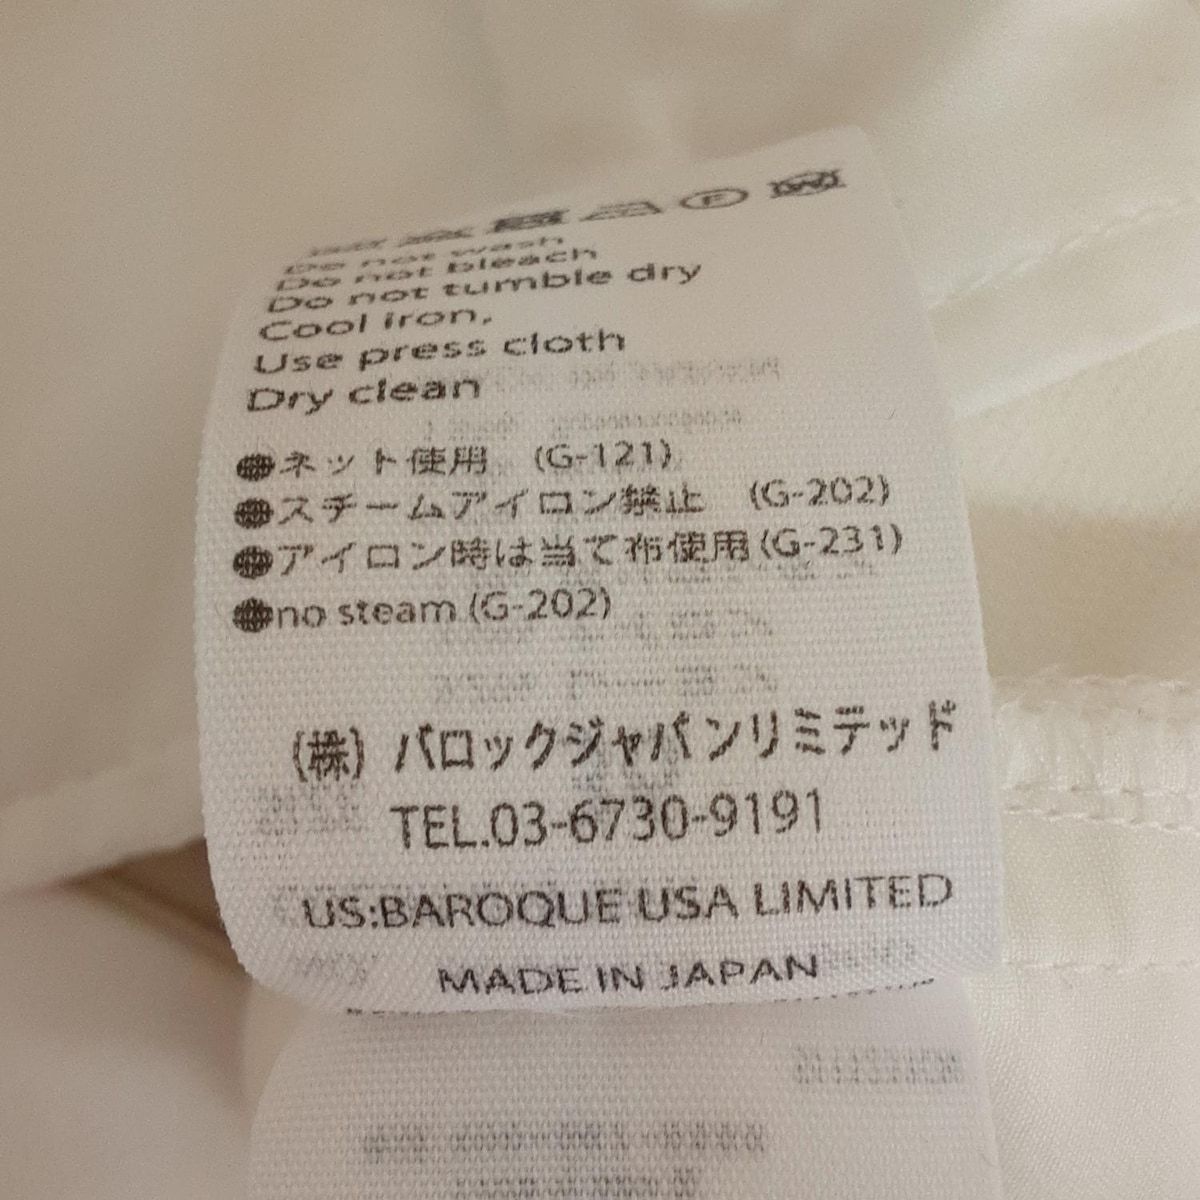 Do not wash
Do not bleach
Do not tumble dry
Cool iron,
Use press cloth
Dry clean
●ネット使用 (G-121)
●スチームアイロン禁止 (G-202)
●アイロン時は当て布使用(G-231)
●no steam (G-202)
(株) バロックジャパンリミテッド
TEL.03-6730-9191
US:BAROQUE USA LIMITED
MADE IN JAPAN